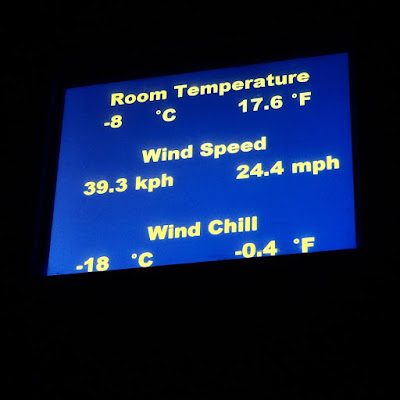 Room Temperature
-8 °C 17.6 °F
Wind Speed
39.3 kph 24.4 mph
Wind Chill
-18 °C -0.4 °F